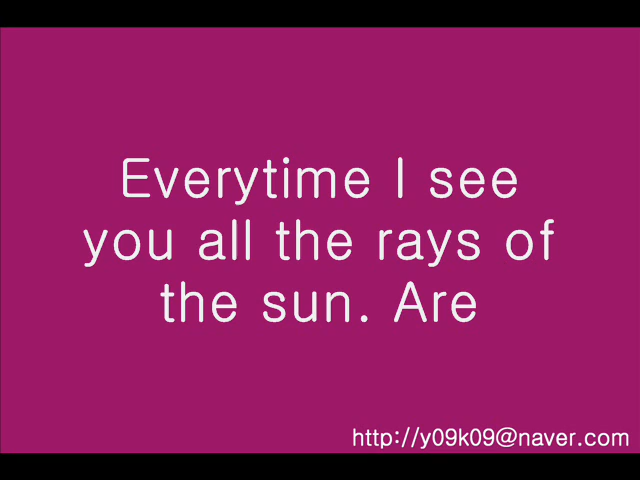 Everytime I see
you all the rays of
the sun. Are
http://y09k09@naver.com